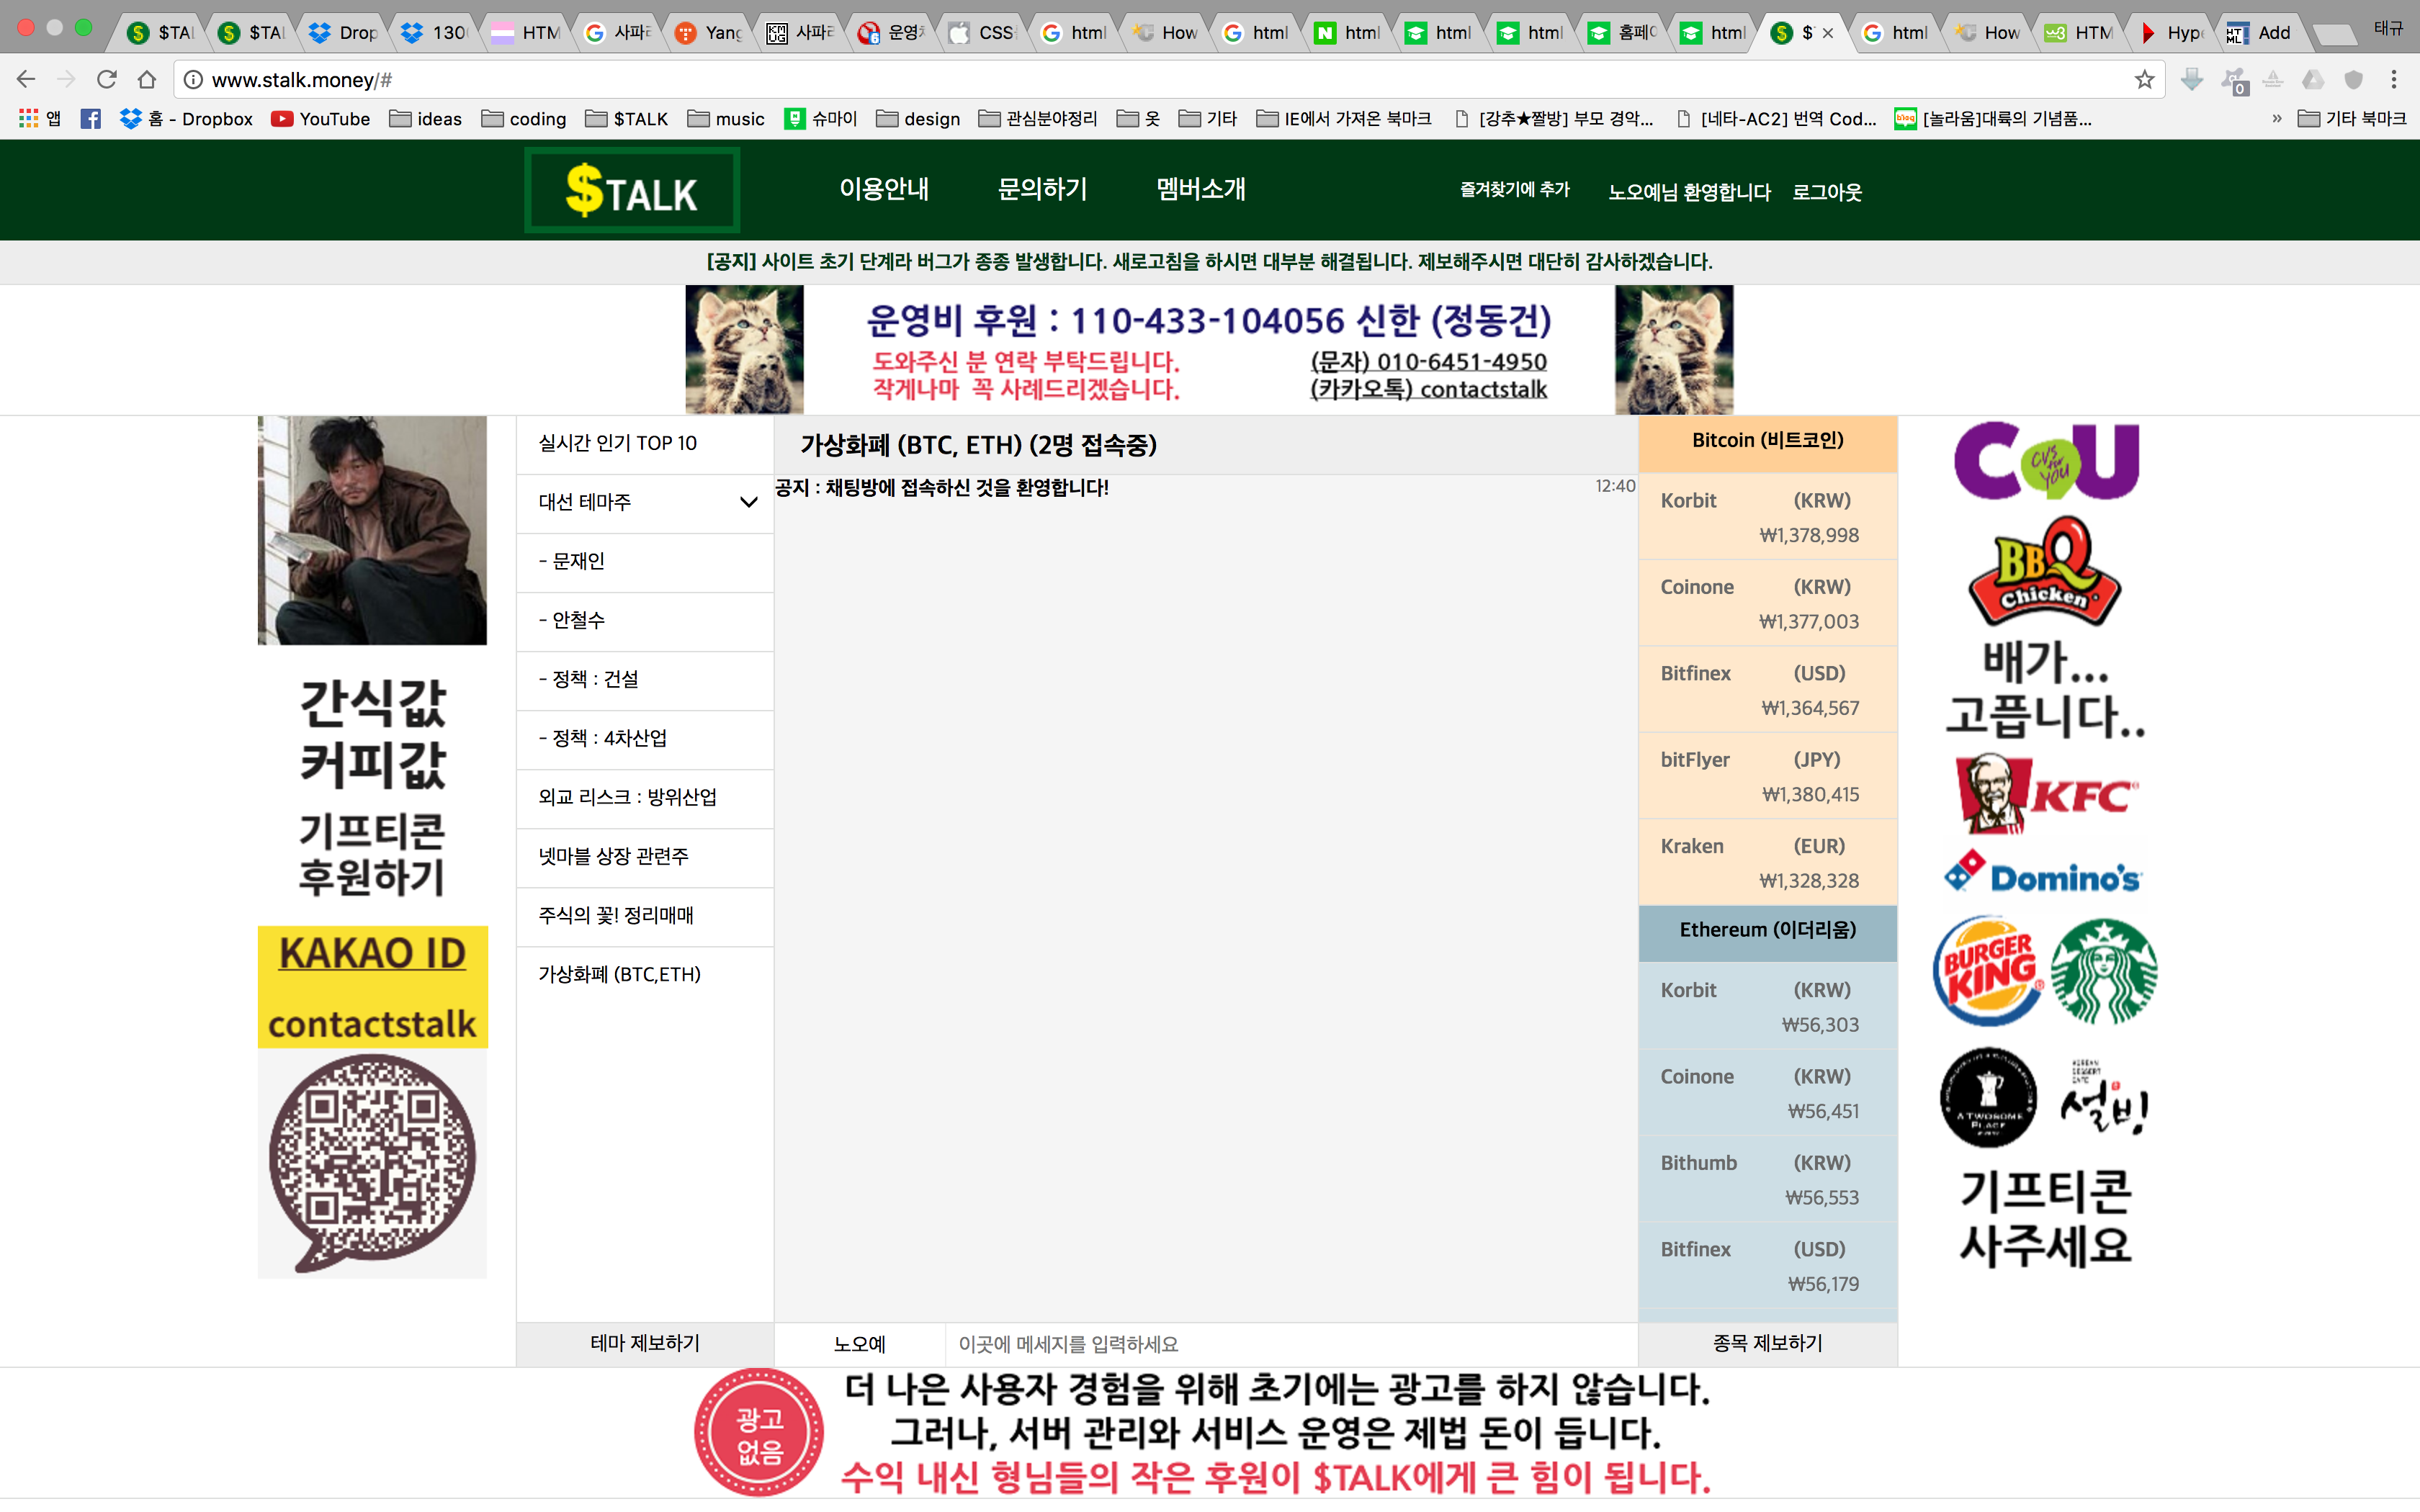 $TAL
$TAL
Drop
130
HTM
사파리
Yang
사파리
운영
CSS
html
How
html
html
html
html
홈페
html
$
html
How
HTM
Hype
Add
태규
www.stalk.money/#
0
앱
홈 - Dropbox
YouTube
ideas
coding
$TALK
music
슈마이
design
관심분야정리
옷
기타
IE에서 가져온 북마크
[강추★짤방] 부모 경악...
[네타-AC2] 번역 Cod...
[놀라움]대륙의 기념품...
»
기타 북마크
$TALK
이용안내
문의하기
멤버소개
즐겨찾기에 추가
노오예님 환영합니다
로그아웃
[공지] 사이트 초기 단계라 버그가 종종 발생합니다. 새로고침을 하시면 대부분 해결됩니다. 제보해주시면 대단히 감사하겠습니다.
운영비 후원 : 110-433-104056 신한 (정동건)
도와주신 분 연락 부탁드립니다.
(문자) 010-6451-4950
작게나마 꼭 사례드리겠습니다.
(카카오톡) contactstalk
간식값
커피값
기프티콘
후원하기
KAKAO ID
contactstalk
실시간 인기 TOP 10
대선 테마주
- 문재인
- 안철수
- 정책 : 건설
- 정책 : 4차산업
외교 리스크 : 방위산업
넷마블 상장 관련주
주식의 꽃! 정리매매
가상화폐 (BTC,ETH)
테마 제보하기
가상화폐 (BTC, ETH) (2명 접속중)
공지 : 채팅방에 접속하신 것을 환영합니다!
12:40
노오예
이곳에 메세지를 입력하세요
Bitcoin (비트코인)
Korbit (KRW)
₩1,378,998
Coinone (KRW)
₩1,377,003
Bitfinex (USD)
₩1,364,567
bitFlyer (JPY)
₩1,380,415
Kraken (EUR)
₩1,328,328
Ethereum (이더리움)
Korbit (KRW)
₩56,303
Coinone (KRW)
₩56,451
Bithumb (KRW)
₩56,553
Bitfinex (USD)
₩56,179
종목 제보하기
CU
CVS for YOU
BBQ
Chicken
배가...
고픕니다..
KFC
Domino's
BURGER KING
A TWOSOME PLACE
KOREAN DESSERT CAFE
설빙
기프티콘
사주세요
광고
없음
더 나은 사용자 경험을 위해 초기에는 광고를 하지 않습니다.
그러나, 서버 관리와 서비스 운영은 제법 돈이 듭니다.
수익 내신 형님들의 작은 후원이 $TALK에게 큰 힘이 됩니다.